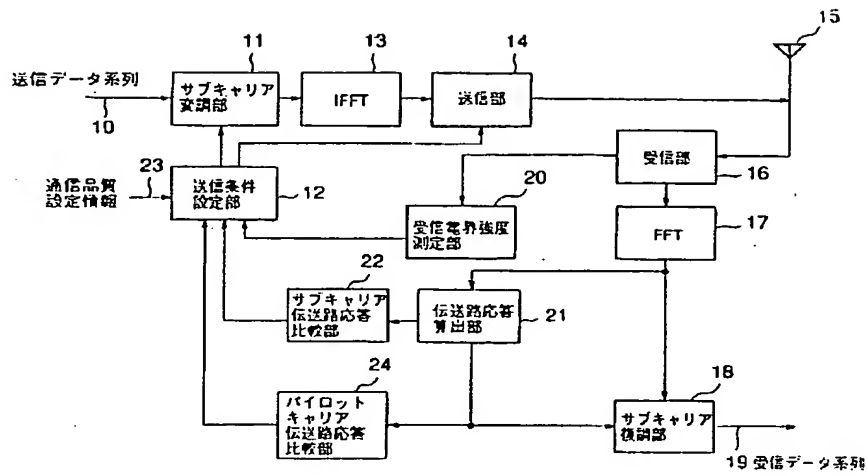 11
13
14
15
送信データ系列
10
サブキャリア
変調部
IFFT
送信部
通信品質
設定情報
23
送信条件
設定部
12
20
受信電界強度
測定部
受信部
16
FFT
17
22
サブキャリア
伝送路応答
比較部
伝送路応答
算出部
21
24
パイロット
キャリア
伝送路応答
比較部
18
サブキャリア
復調部
19 受信データ系列